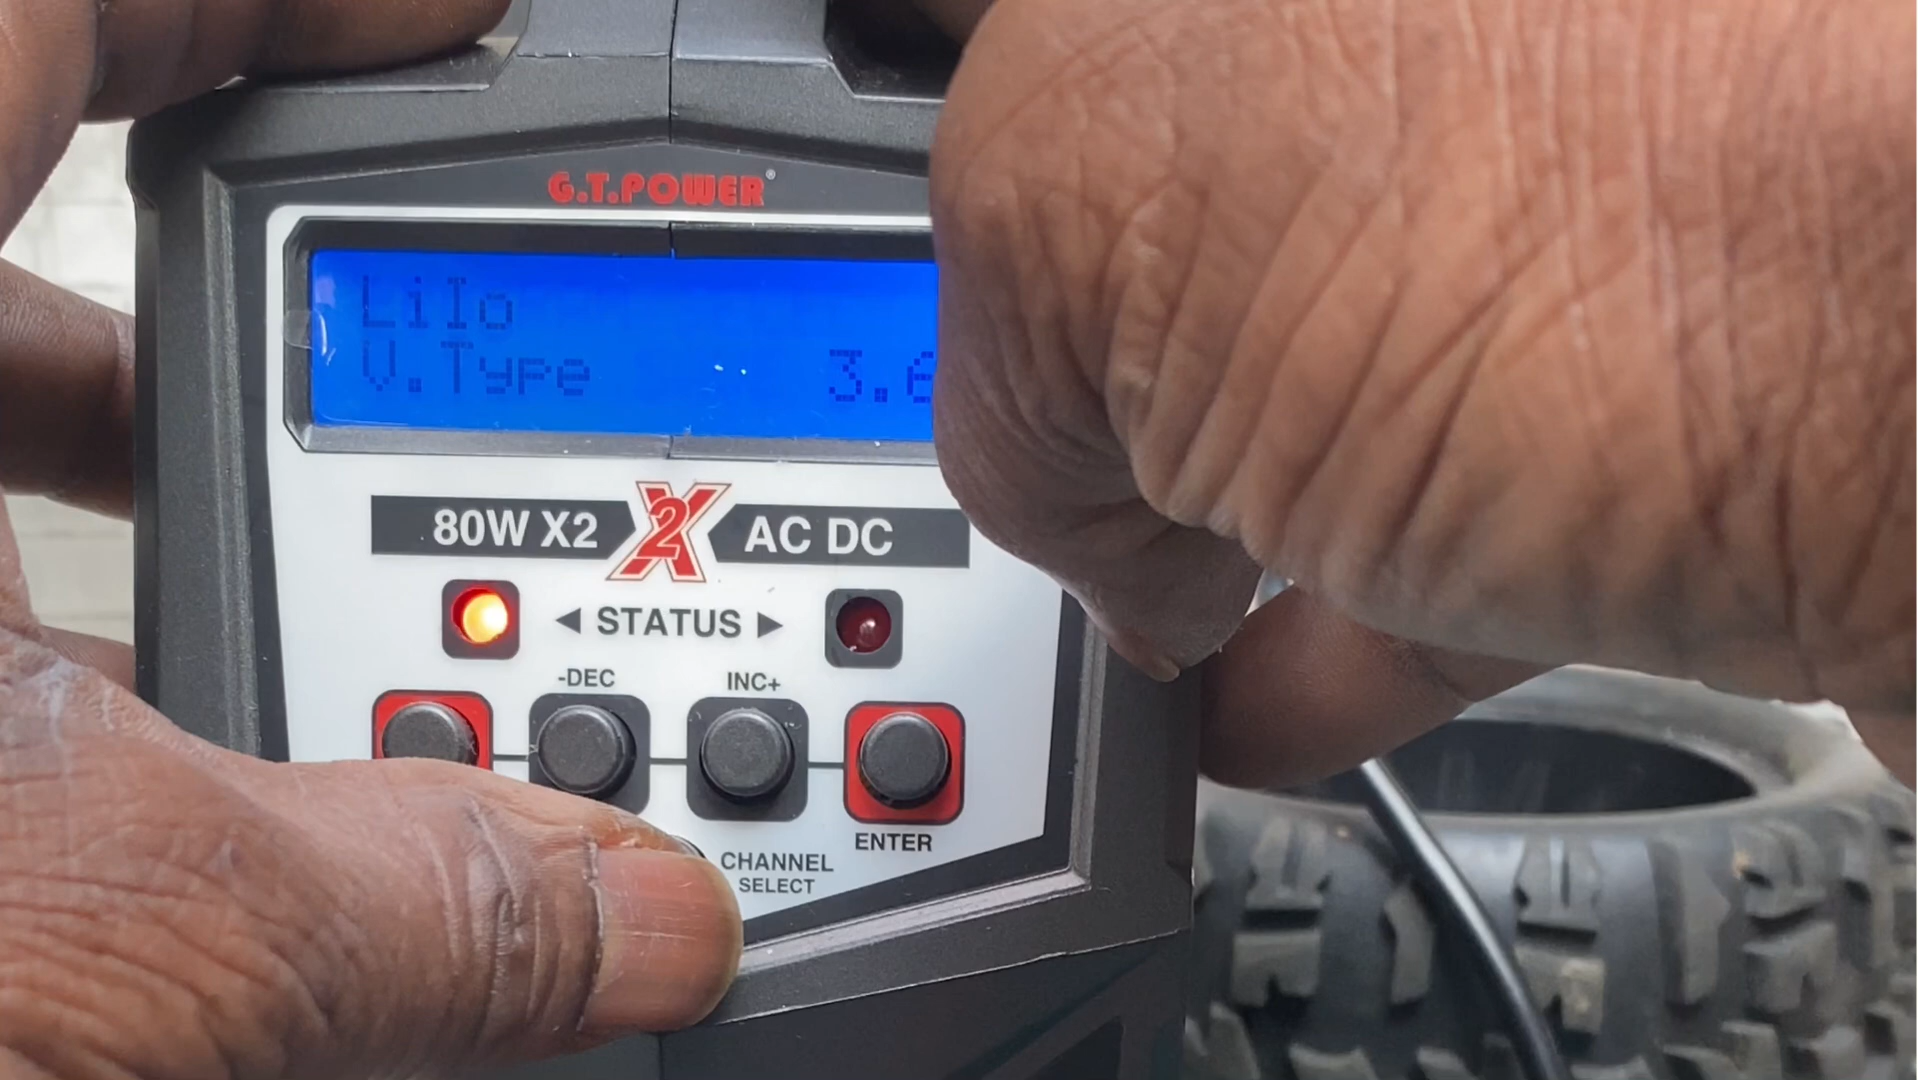 G.T.POWER®
LiIo
V.Type 3.6
80W X2 X2 AC DC
◄ STATUS ►
-DEC INC+
ENTER
CHANNEL
SELECT